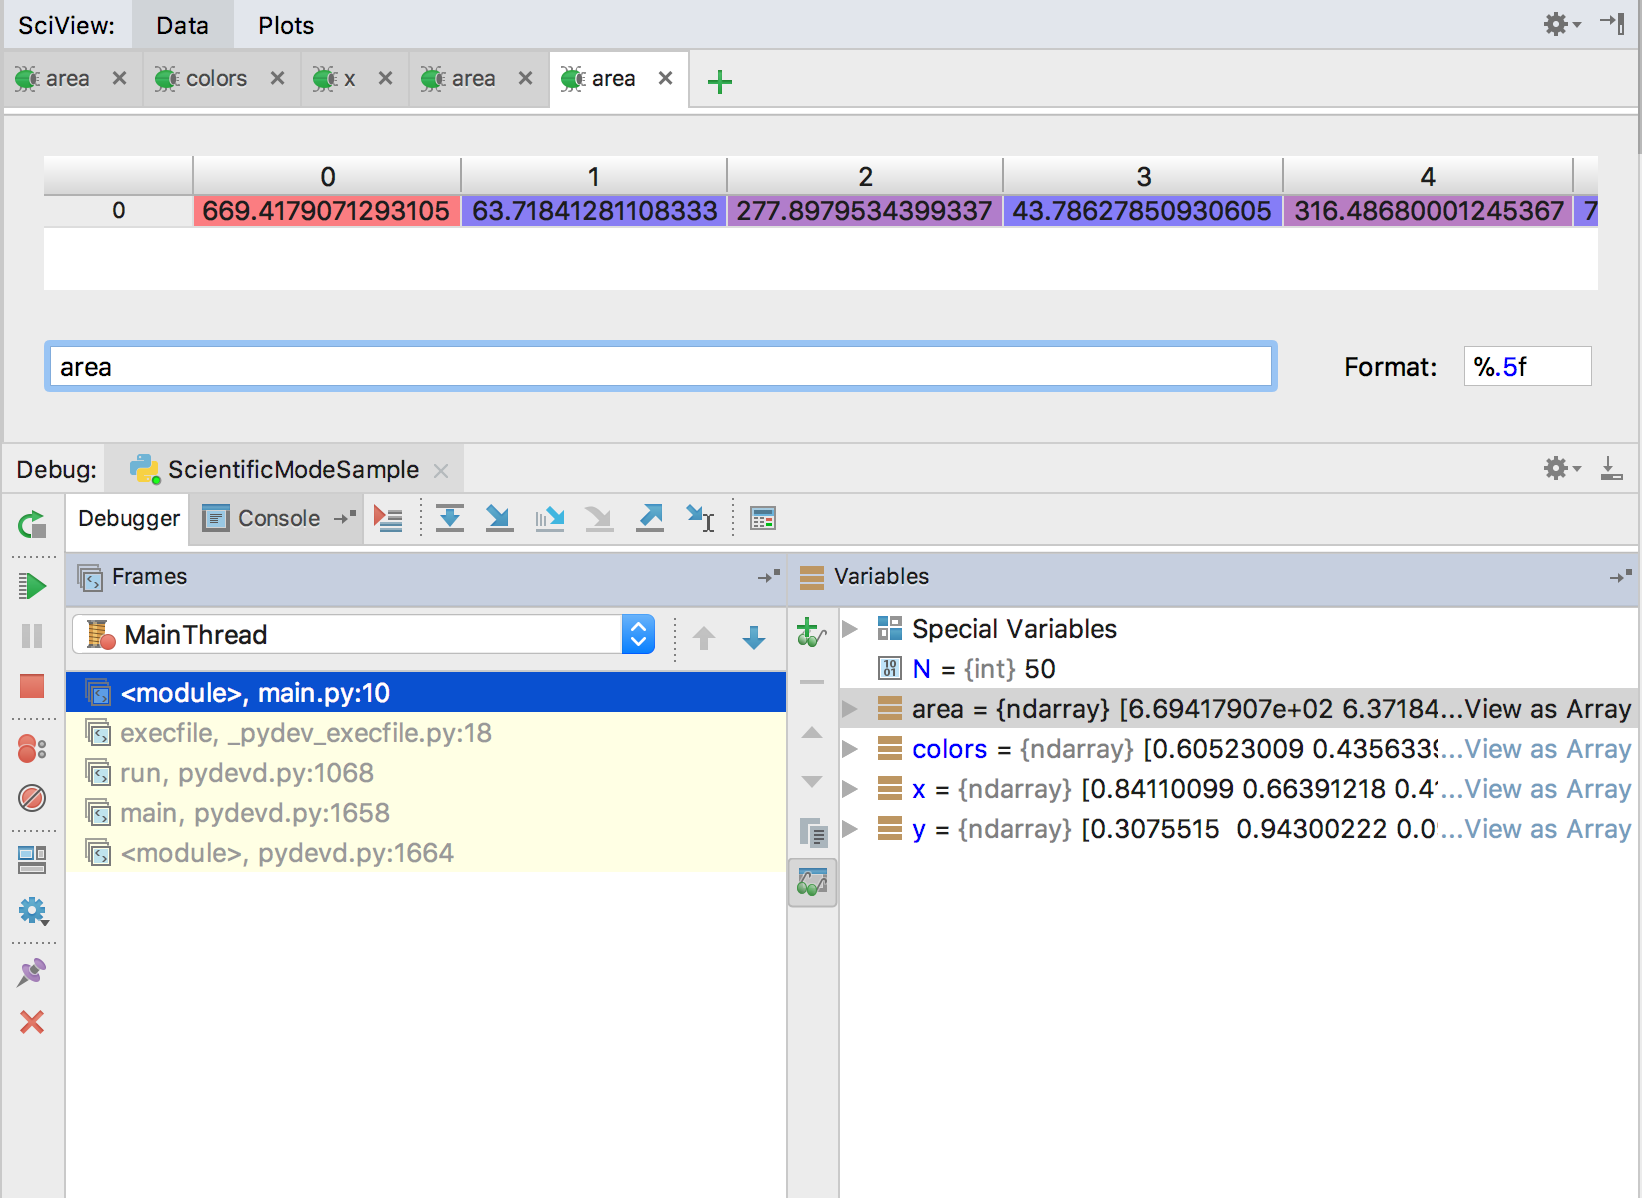 SciView: Data Plots
area colors x area area
0 1 2 3 4
0 669.4179071293105 63.71841281108333 277.8979534399337 43.78627850930605 316.48680001245367 7
area Format: %.5f
Debug: ScientificModeSample
Debugger Console
Frames Variables
MainThread
<module>, main.py:10
execfile, _pydev_execfile.py:18
run, pydevd.py:1068
main, pydevd.py:1658
<module>, pydevd.py:1664
Special Variables
N = {int} 50
area = {ndarray} [6.69417907e+02 6.37184...View as Array
colors = {ndarray} [0.60523009 0.4356339...View as Array
x = {ndarray} [0.84110099 0.66391218 0.4...View as Array
y = {ndarray} [0.3075515 0.94300222 0.0...View as Array